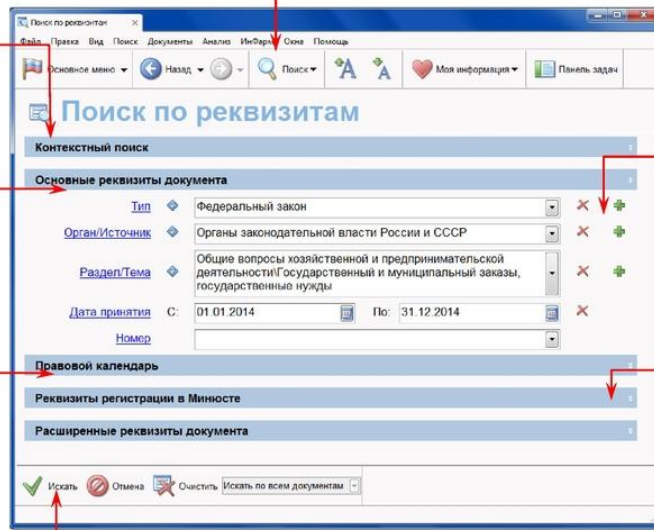 Поиск по реквизитам
Файл Правка Вид Поиск Документы Анализ ИнФарм Окна Помощь
Основное меню Назад Поиск А А Моя информация Панель задач
Поиск по реквизитам
Контекстный поиск
Основные реквизиты документа
Тип Федеральный закон
Орган/Источник Органы законодательной власти России и СССР
Раздел/Тема Общие вопросы хозяйственной и предпринимательской
деятельности\Государственный и муниципальный заказы,
государственные нужды
Дата принятия С: 01.01.2014 По: 31.12.2014
Номер
Правовой календарь
Реквизиты регистрации в Минюсте
Расширенные реквизиты документа
Искать Отмена Очистить Искать по всем документам